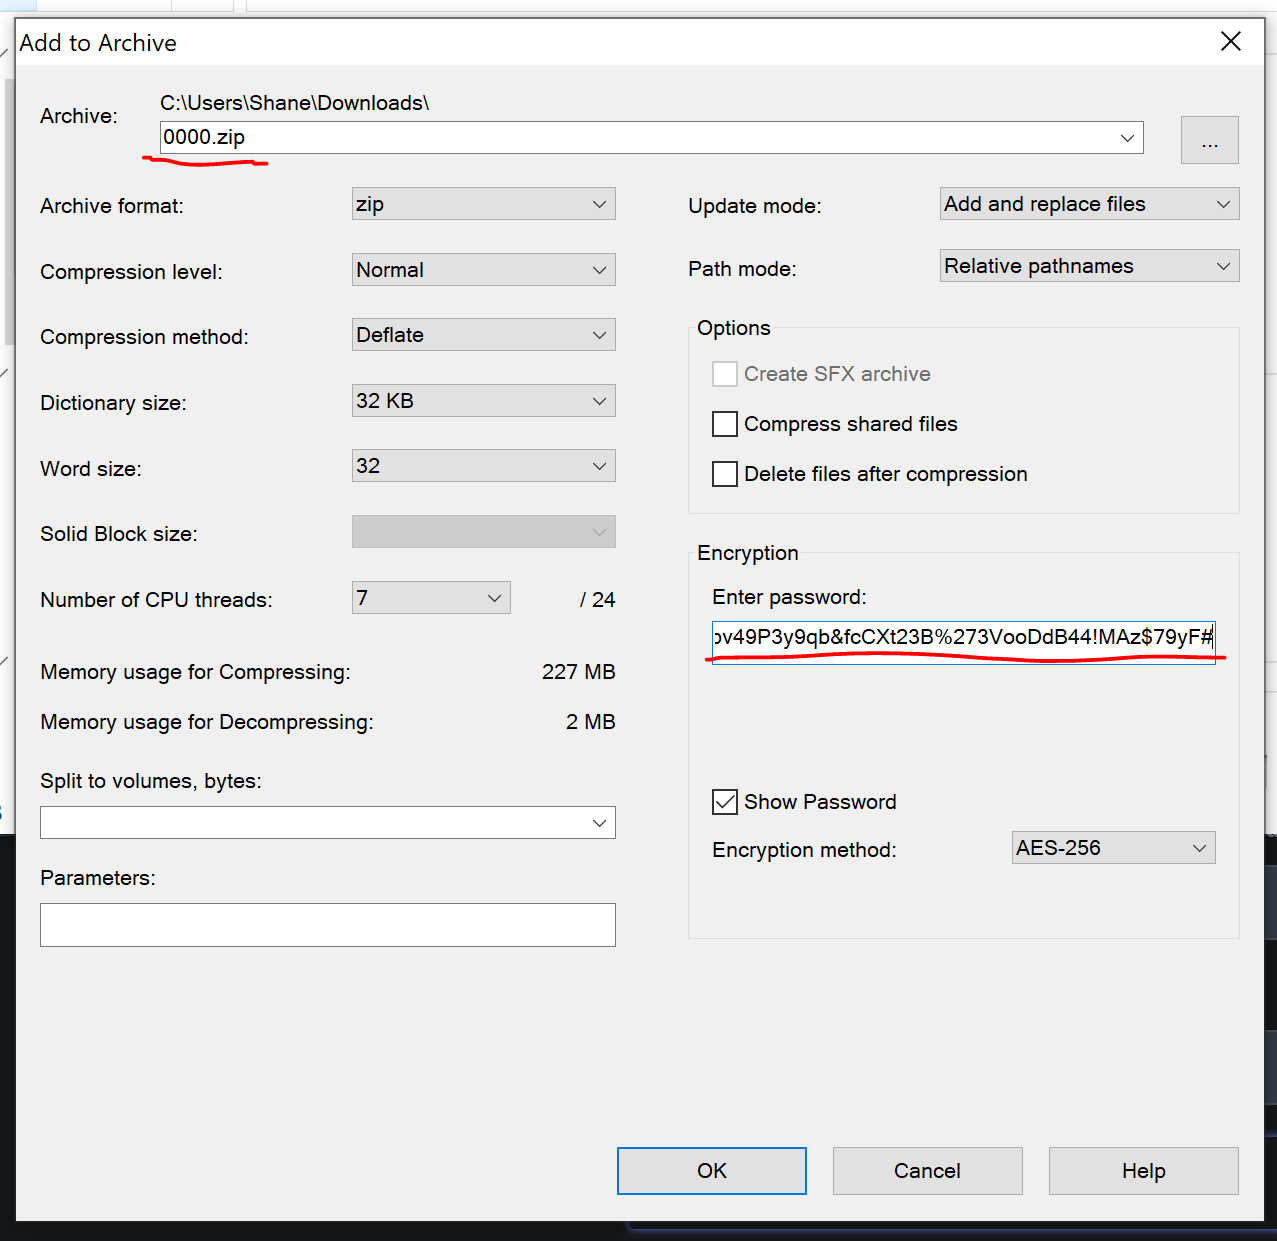 Add to Archive
Archive:
C:\Users\Shane\Downloads\
0000.zip
...
Archive format:
zip
Compression level:
Normal
Compression method:
Deflate
Dictionary size:
32 KB
Word size:
32
Solid Block size:
Number of CPU threads:
7
/ 24
Memory usage for Compressing:
227 MB
Memory usage for Decompressing:
2 MB
Split to volumes, bytes:
Parameters:
Update mode:
Add and replace files
Path mode:
Relative pathnames
Options
Create SFX archive
Compress shared files
Delete files after compression
Encryption
Enter password:
ov49P3y9qb&fcCXt23B%273VooDdB44!MAz$79yF#
Show Password
Encryption method:
AES-256
OK
Cancel
Help